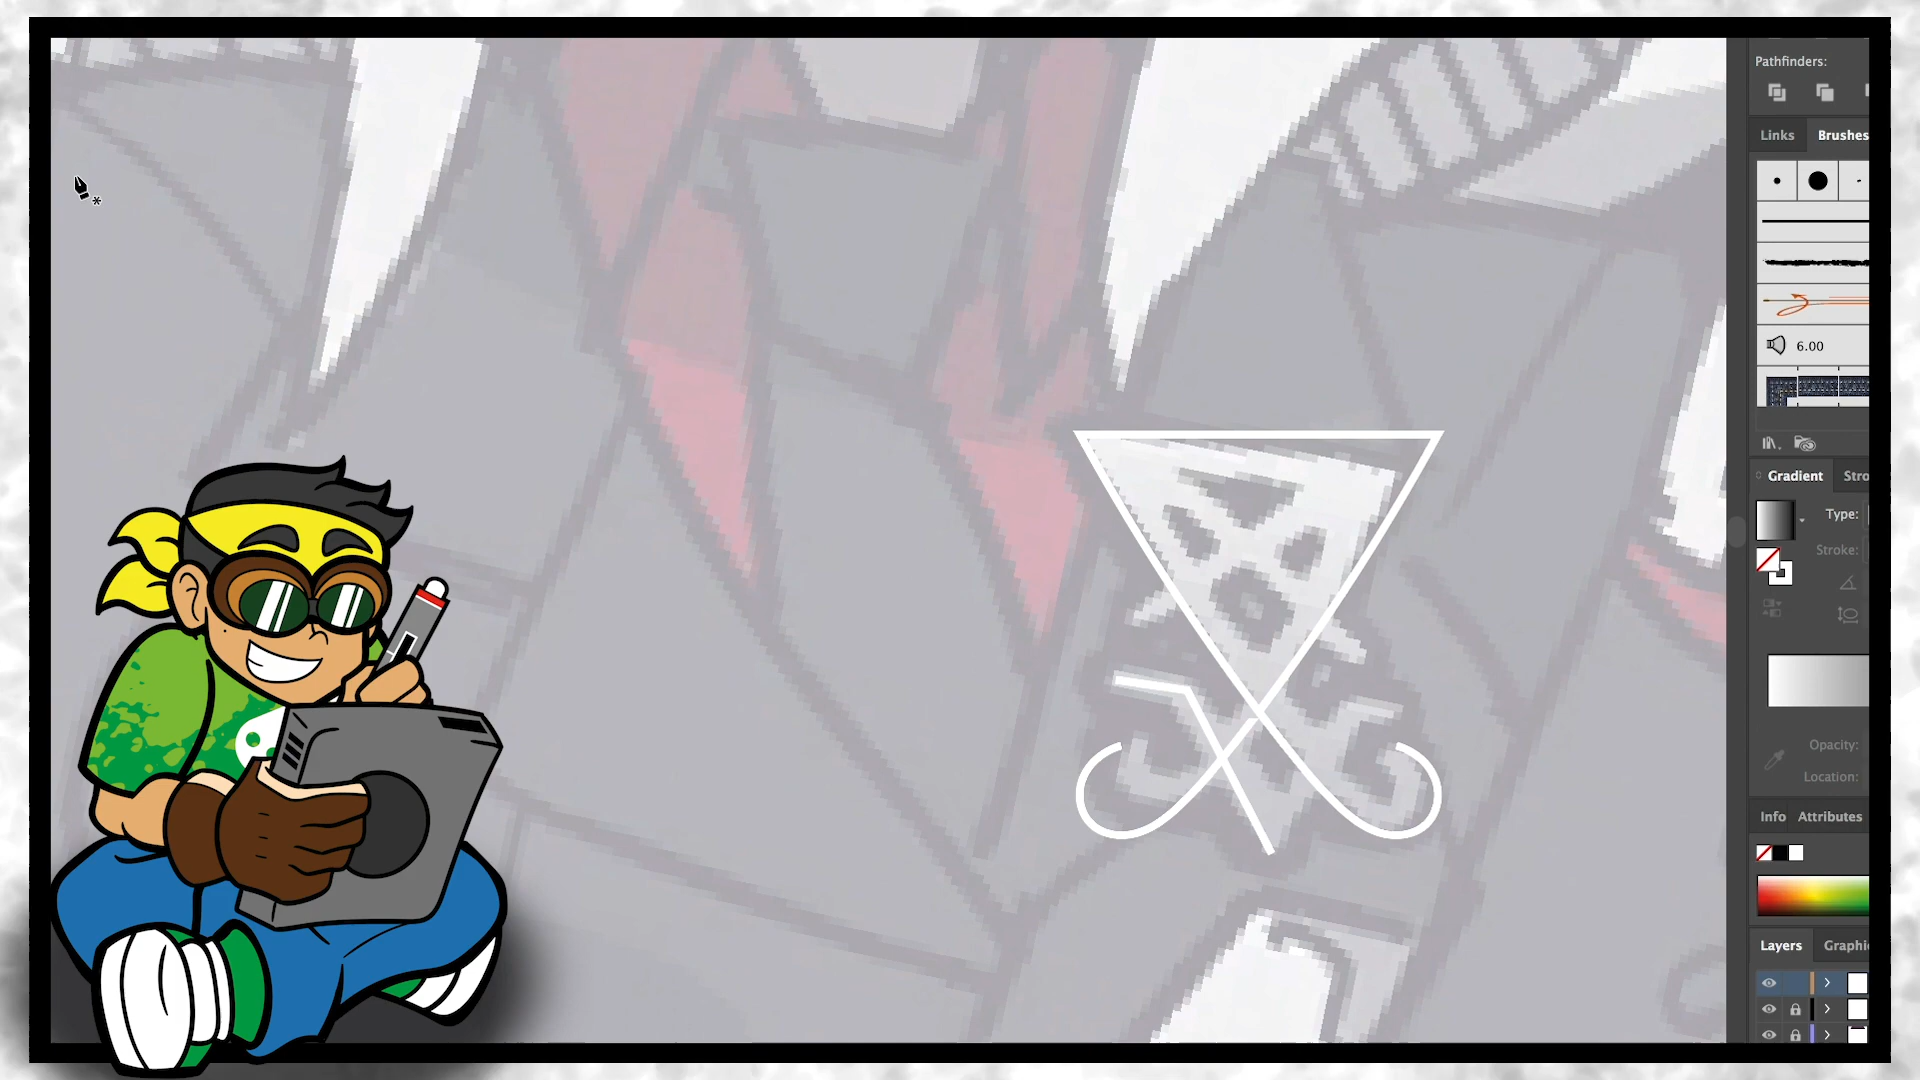 Pathfinders:
Links Brushes
6.00
Gradient Stro
Type:
Stroke:
Opacity:
Location:
Info Attributes
Layers Graphi